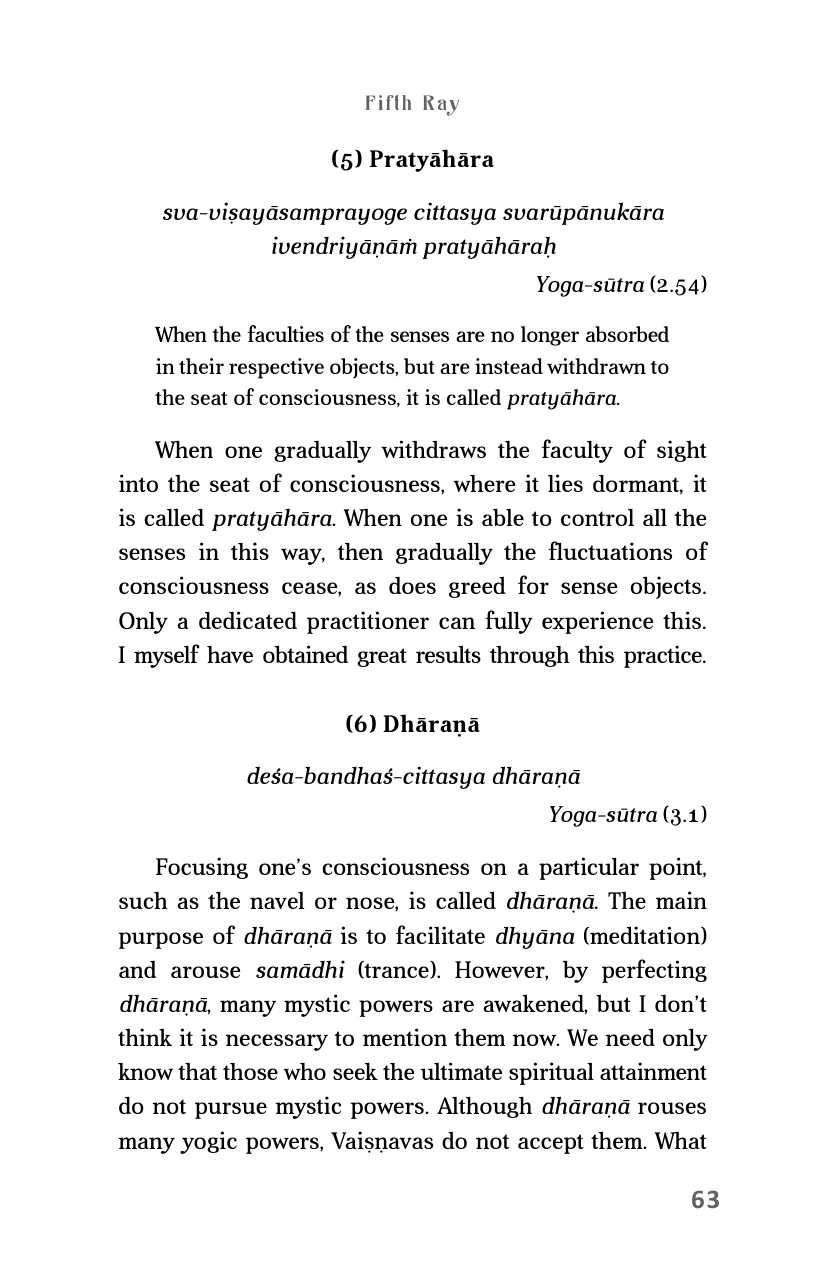 Fifth Ray
(5) Pratyāhāra
sva-viṣayāsamprayoge cittasya svarūpānukāra
ivendriyāṇāṁ pratyāhāraḥ
Yoga-sūtra (2.54)
When the faculties of the senses are no longer absorbed
in their respective objects, but are instead withdrawn to
the seat of consciousness, it is called pratyāhāra.
When one gradually withdraws the faculty of sight
into the seat of consciousness, where it lies dormant, it
is called pratyāhāra. When one is able to control all the
senses in this way, then gradually the fluctuations of
consciousness cease, as does greed for sense objects.
Only a dedicated practitioner can fully experience this.
I myself have obtained great results through this practice.
(6) Dhāraṇā
deśa-bandhaś-cittasya dhāraṇā
Yoga-sūtra (3.1)
Focusing one’s consciousness on a particular point,
such as the navel or nose, is called dhāraṇā. The main
purpose of dhāraṇā is to facilitate dhyāna (meditation)
and arouse samādhi (trance). However, by perfecting
dhāraṇā, many mystic powers are awakened, but I don’t
think it is necessary to mention them now. We need only
know that those who seek the ultimate spiritual attainment
do not pursue mystic powers. Although dhāraṇā rouses
many yogic powers, Vaiṣṇavas do not accept them. What
63